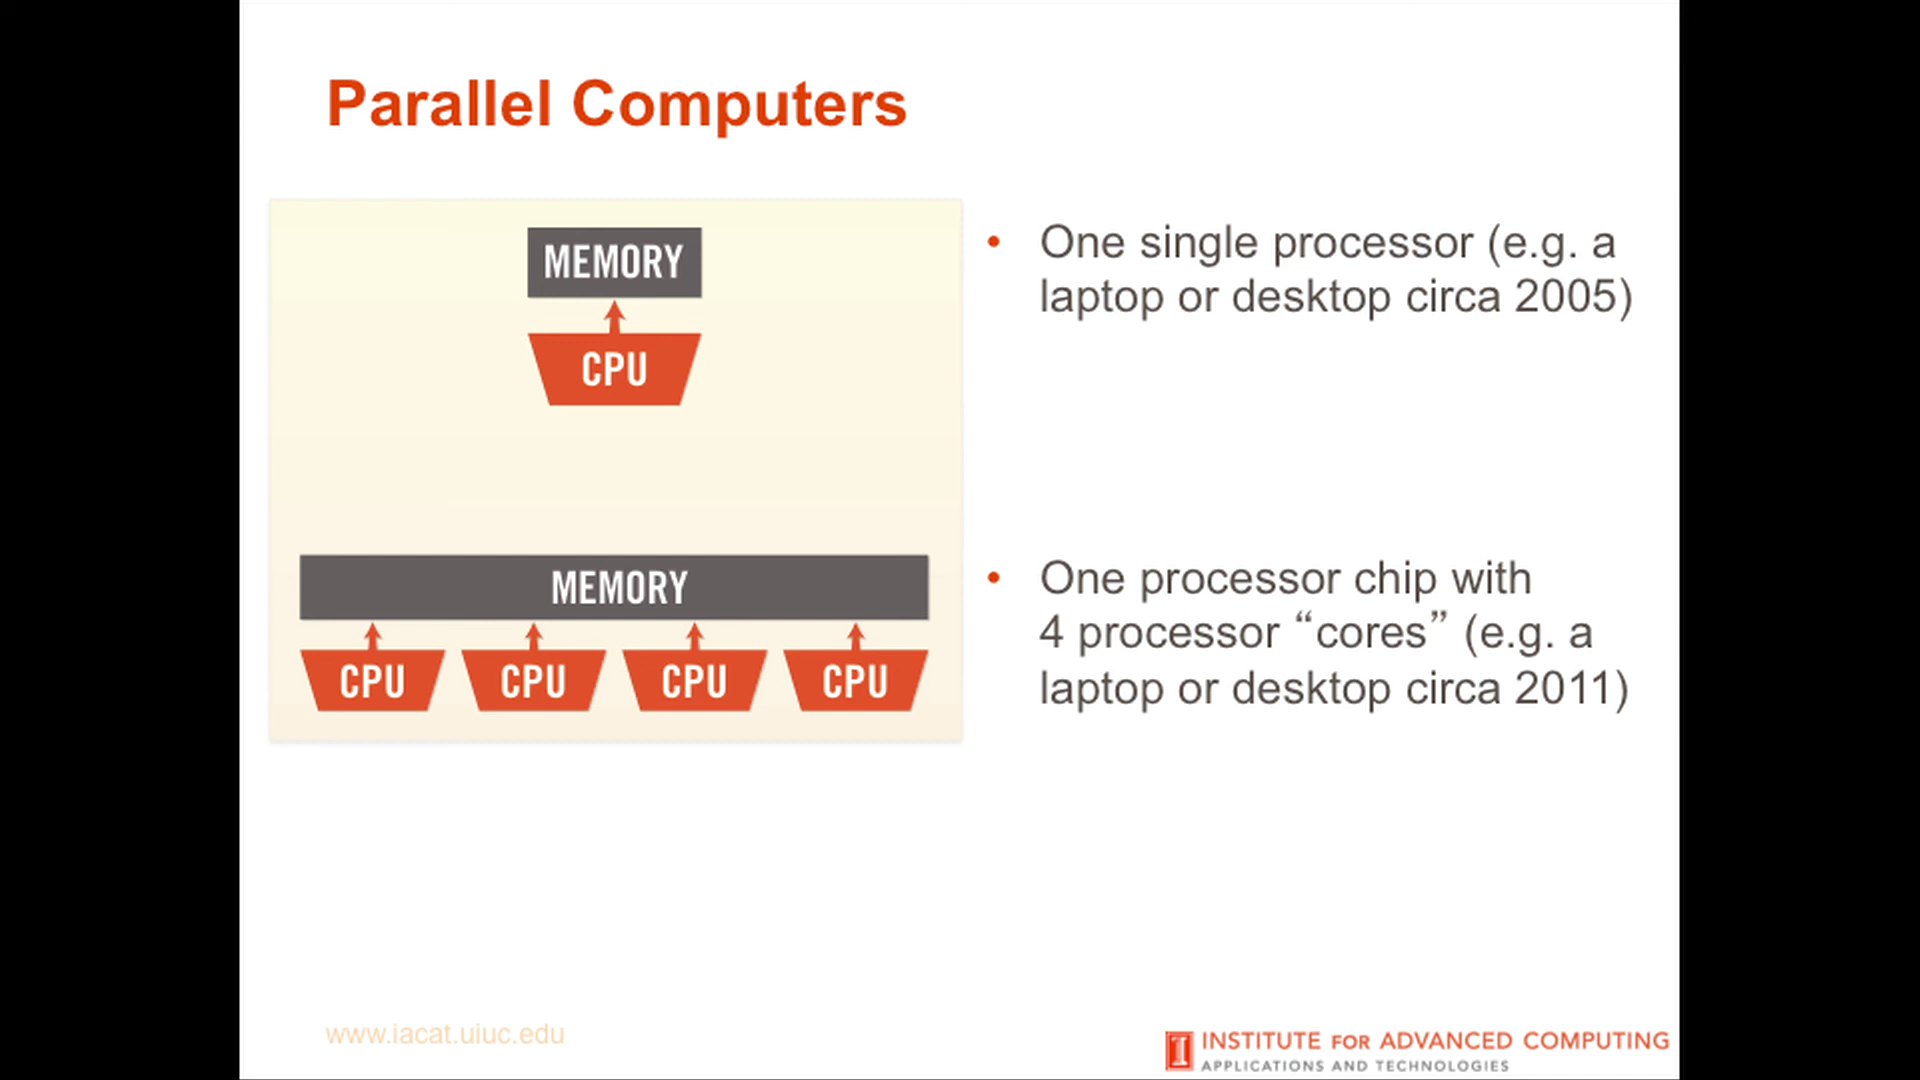 Parallel Computers
MEMORY
CPU
MEMORY
CPU CPU CPU CPU
• One single processor (e.g. a
laptop or desktop circa 2005)
• One processor chip with
4 processor “cores” (e.g. a
laptop or desktop circa 2011)
www.iacat.uiuc.edu
I
INSTITUTE FOR ADVANCED COMPUTING
APPLICATIONS AND TECHNOLOGIES